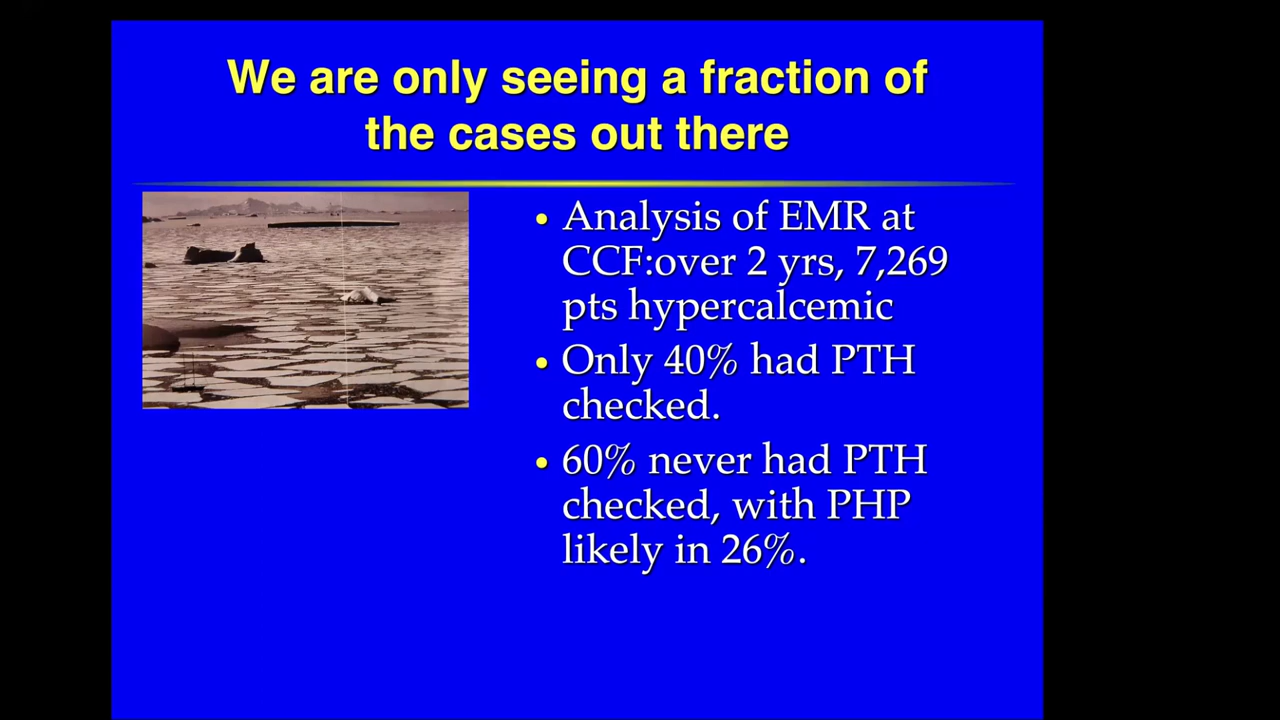 We are only seeing a fraction of
the cases out there
• Analysis of EMR at
CCF:over 2 yrs, 7,269
pts hypercalcemic
• Only 40% had PTH
checked.
• 60% never had PTH
checked, with PHP
likely in 26%.